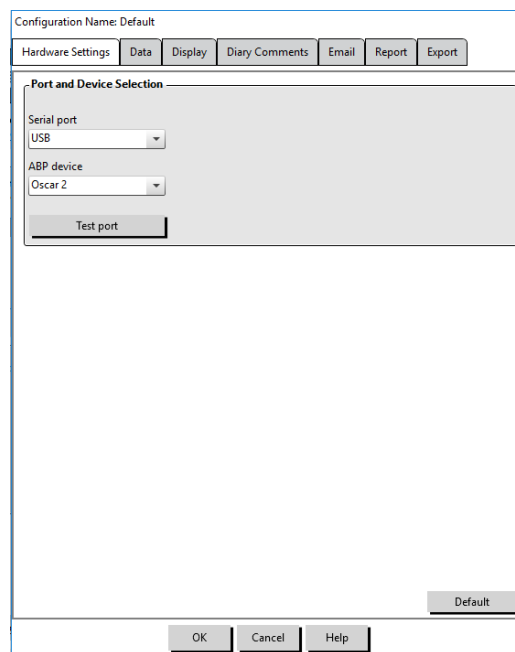 Configuration Name: Default
Hardware Settings Data Display Diary Comments Email Report Export
Port and Device Selection
Serial port
USB
ABP device
Oscar 2
Test port
Default
OK Cancel Help